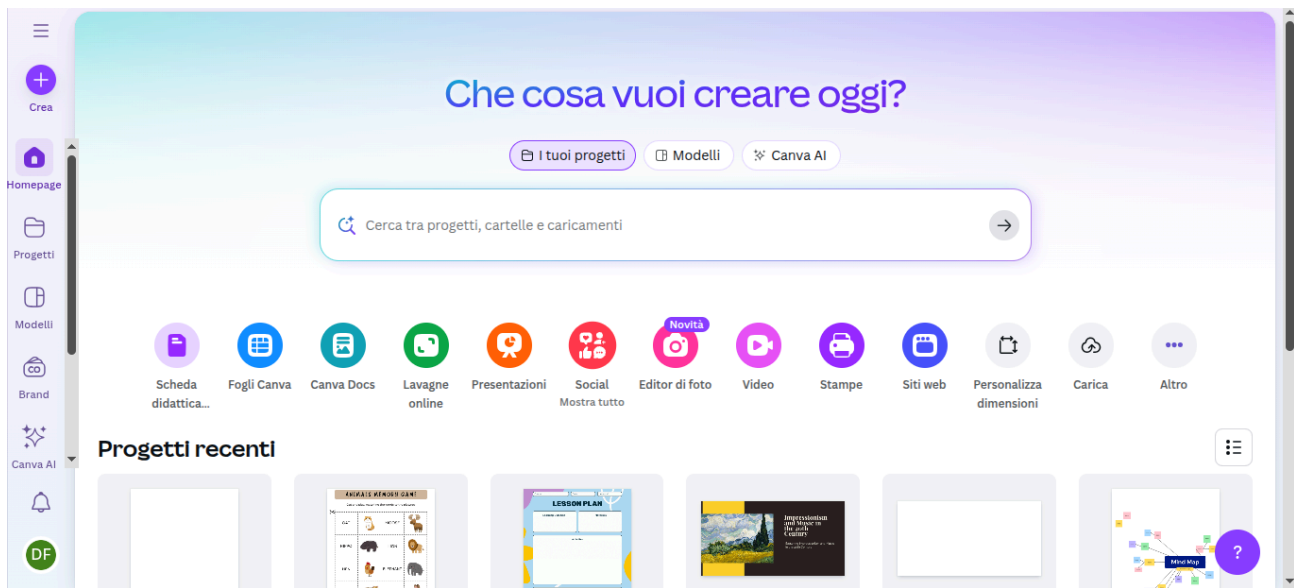 Che cosa vuoi creare oggi?
I tuoi progetti
Modelli
Canva AI
Cerca tra progetti, cartelle e caricamenti
Crea
Homepage
Progetti
Modelli
Brand
Canva AI
DF
Novità
Scheda didattica...
Fogli Canva
Canva Docs
Lavagne online
Presentazioni
Social
Mostra tutto
Editor di foto
Video
Stampe
Siti web
Personalizza dimensioni
Carica
Altro
Progetti recenti
ANIMALS MEMORY GAME
LESSON PLAN
Impressionism
and Music in
the 20th
Century
Mind Map
?